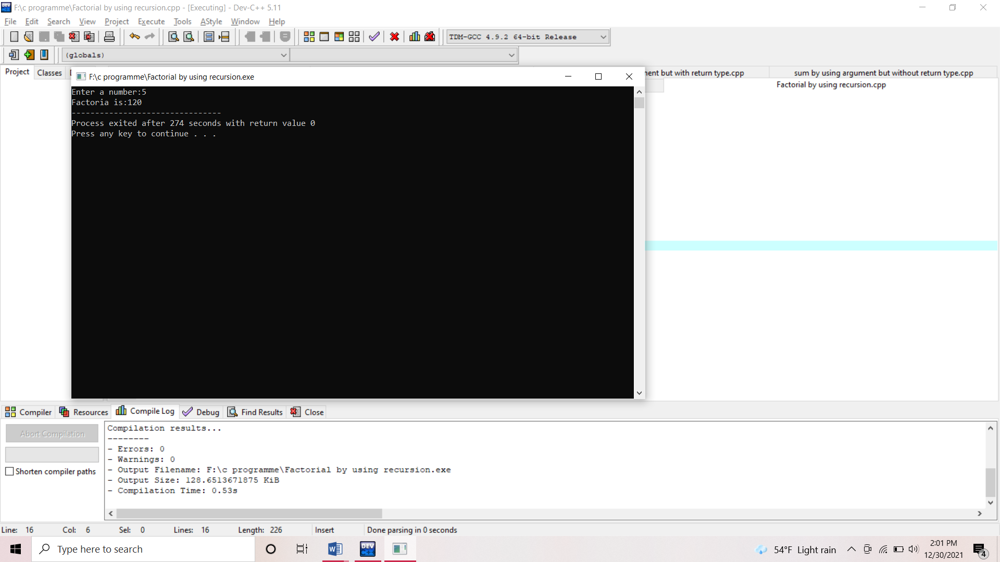 F:\c programme\Factorial by using recursion.cpp - [Executing] - Dev-C++ 5.11
File Edit Search View Project Execute Tools AStyle Window Help
TDM-GCC 4.9.2 64-bit Release
(globals)
Project Classes
F:\c programme\Factorial by using recursion.exe
but with return type.cpp
sum by using argument but without return type.cpp
Factorial by using recursion.cpp
Enter a number:5
Factoria is:120
--------------------------------
Process exited after 274 seconds with return value 0
Press any key to continue . . .
Compiler Resources Compile Log Debug Find Results Close
Abort Compilation
Shorten compiler paths
Compilation results...
--------
- Errors: 0
- Warnings: 0
- Output Filename: F:\c programme\Factorial by using recursion.exe
- Output Size: 128.6513671875 KiB
- Compilation Time: 0.53s
Line: 16 Col: 6 Sel: 0 Lines: 16 Length: 226 Insert Done parsing in 0 seconds
Type here to search
DEV C++
54°F Light rain
2:01 PM
12/30/2021
4